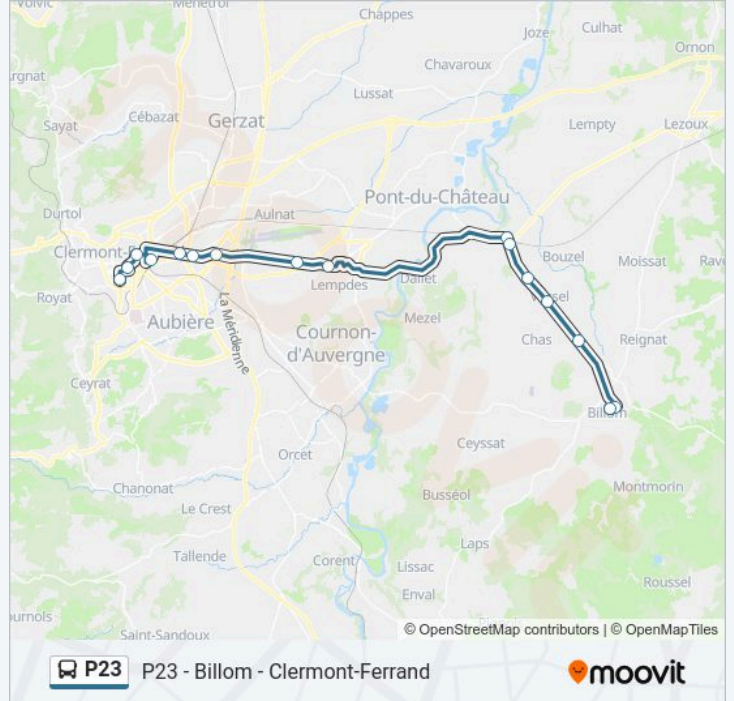 Volvic
Ménétrol
Chappes
Joze
Culhat
Ornon
Chavaroux
Lussat
Cébazat
Gerzat
Sayat
Lempty
Lezoux
Pont-du-Château
Durtol
Aulnat
Clermont-F
Bouzel
Moissat
Rav
Lempdes
Dallet
Royat
Aubière
La Méridienne
Mezel
Cournon-
d'Auvergne
Chas
Reignat
Ceyrat
Billom
Ceyssat
Orcet
Chanonat
Busséol
Montmorin
Le Crest
Laps
Tallende
Corent
Lissac
Enval
Roussel
ournols
Saint-Sandoux
© OpenStreetMap contributors | © OpenMapTiles
P23 P23 - Billom - Clermont-Ferrand
moovit